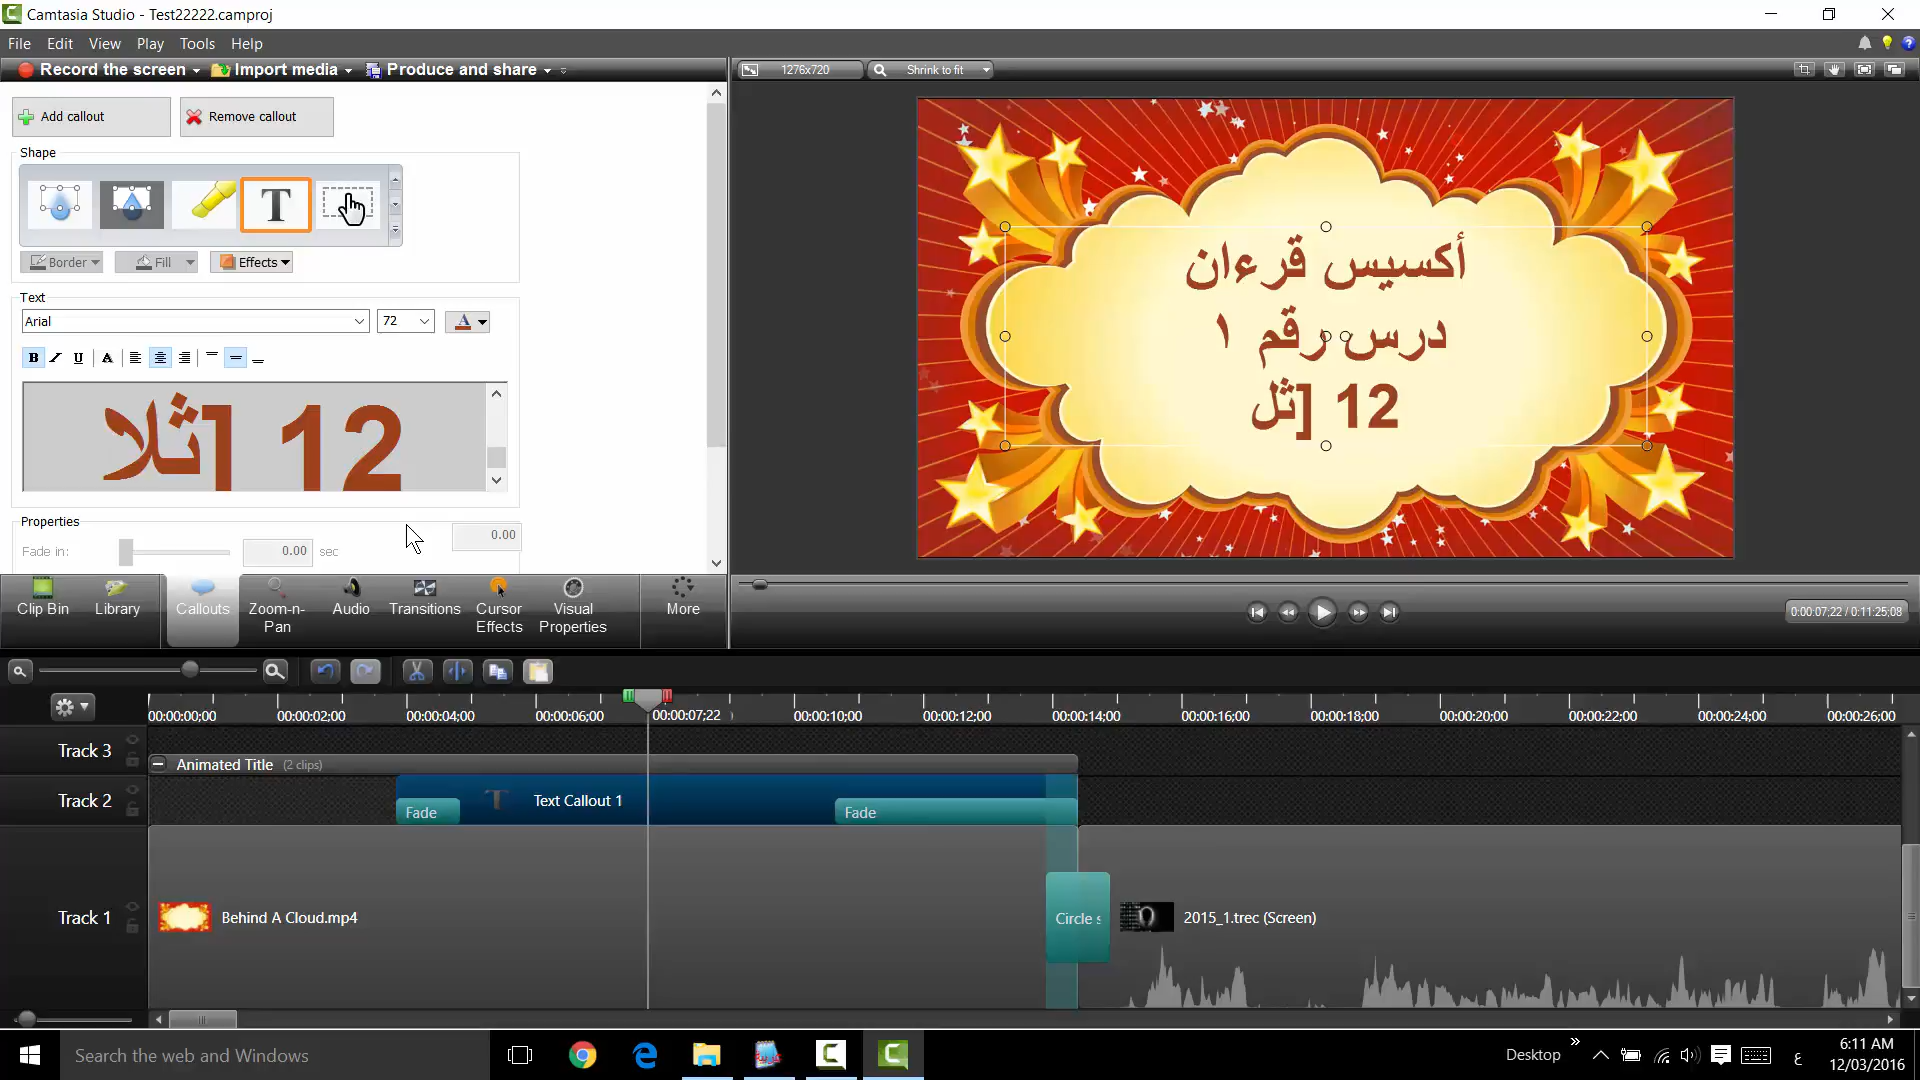 Camtasia Studio - Test22222.camproj
File Edit View Play Tools Help
Record the screen Import media Produce and share
1276x720 Shrink to fit
Add callout Remove callout
Shape
Border Fill Effects
Text
Arial 72
B I U A
12 [ثلا
Properties
Fade in: 0.00 sec 0.00
أكسيس قرءان
درس رقم ١
12 [ثل
Clip Bin Library Callouts Zoom-n-Pan Audio Transitions Cursor Effects Visual Properties More
0:00:07;22 / 0:11:25;08
00:00:00;00 00:00:02;00 00:00:04;00 00:00:06;00 00:00:07;22 00:00:10;00 00:00:12;00 00:00:14;00 00:00:16;00 00:00:18;00 00:00:20;00 00:00:22;00 00:00:24;00 00:00:26;00
Track 3
Animated Title (2 clips)
Track 2
Text Callout 1
Fade Fade
Track 1
Behind A Cloud.mp4
Circle s
2015_1.trec (Screen)
Search the web and Windows
Desktop
ع
6:11 AM
12/03/2016